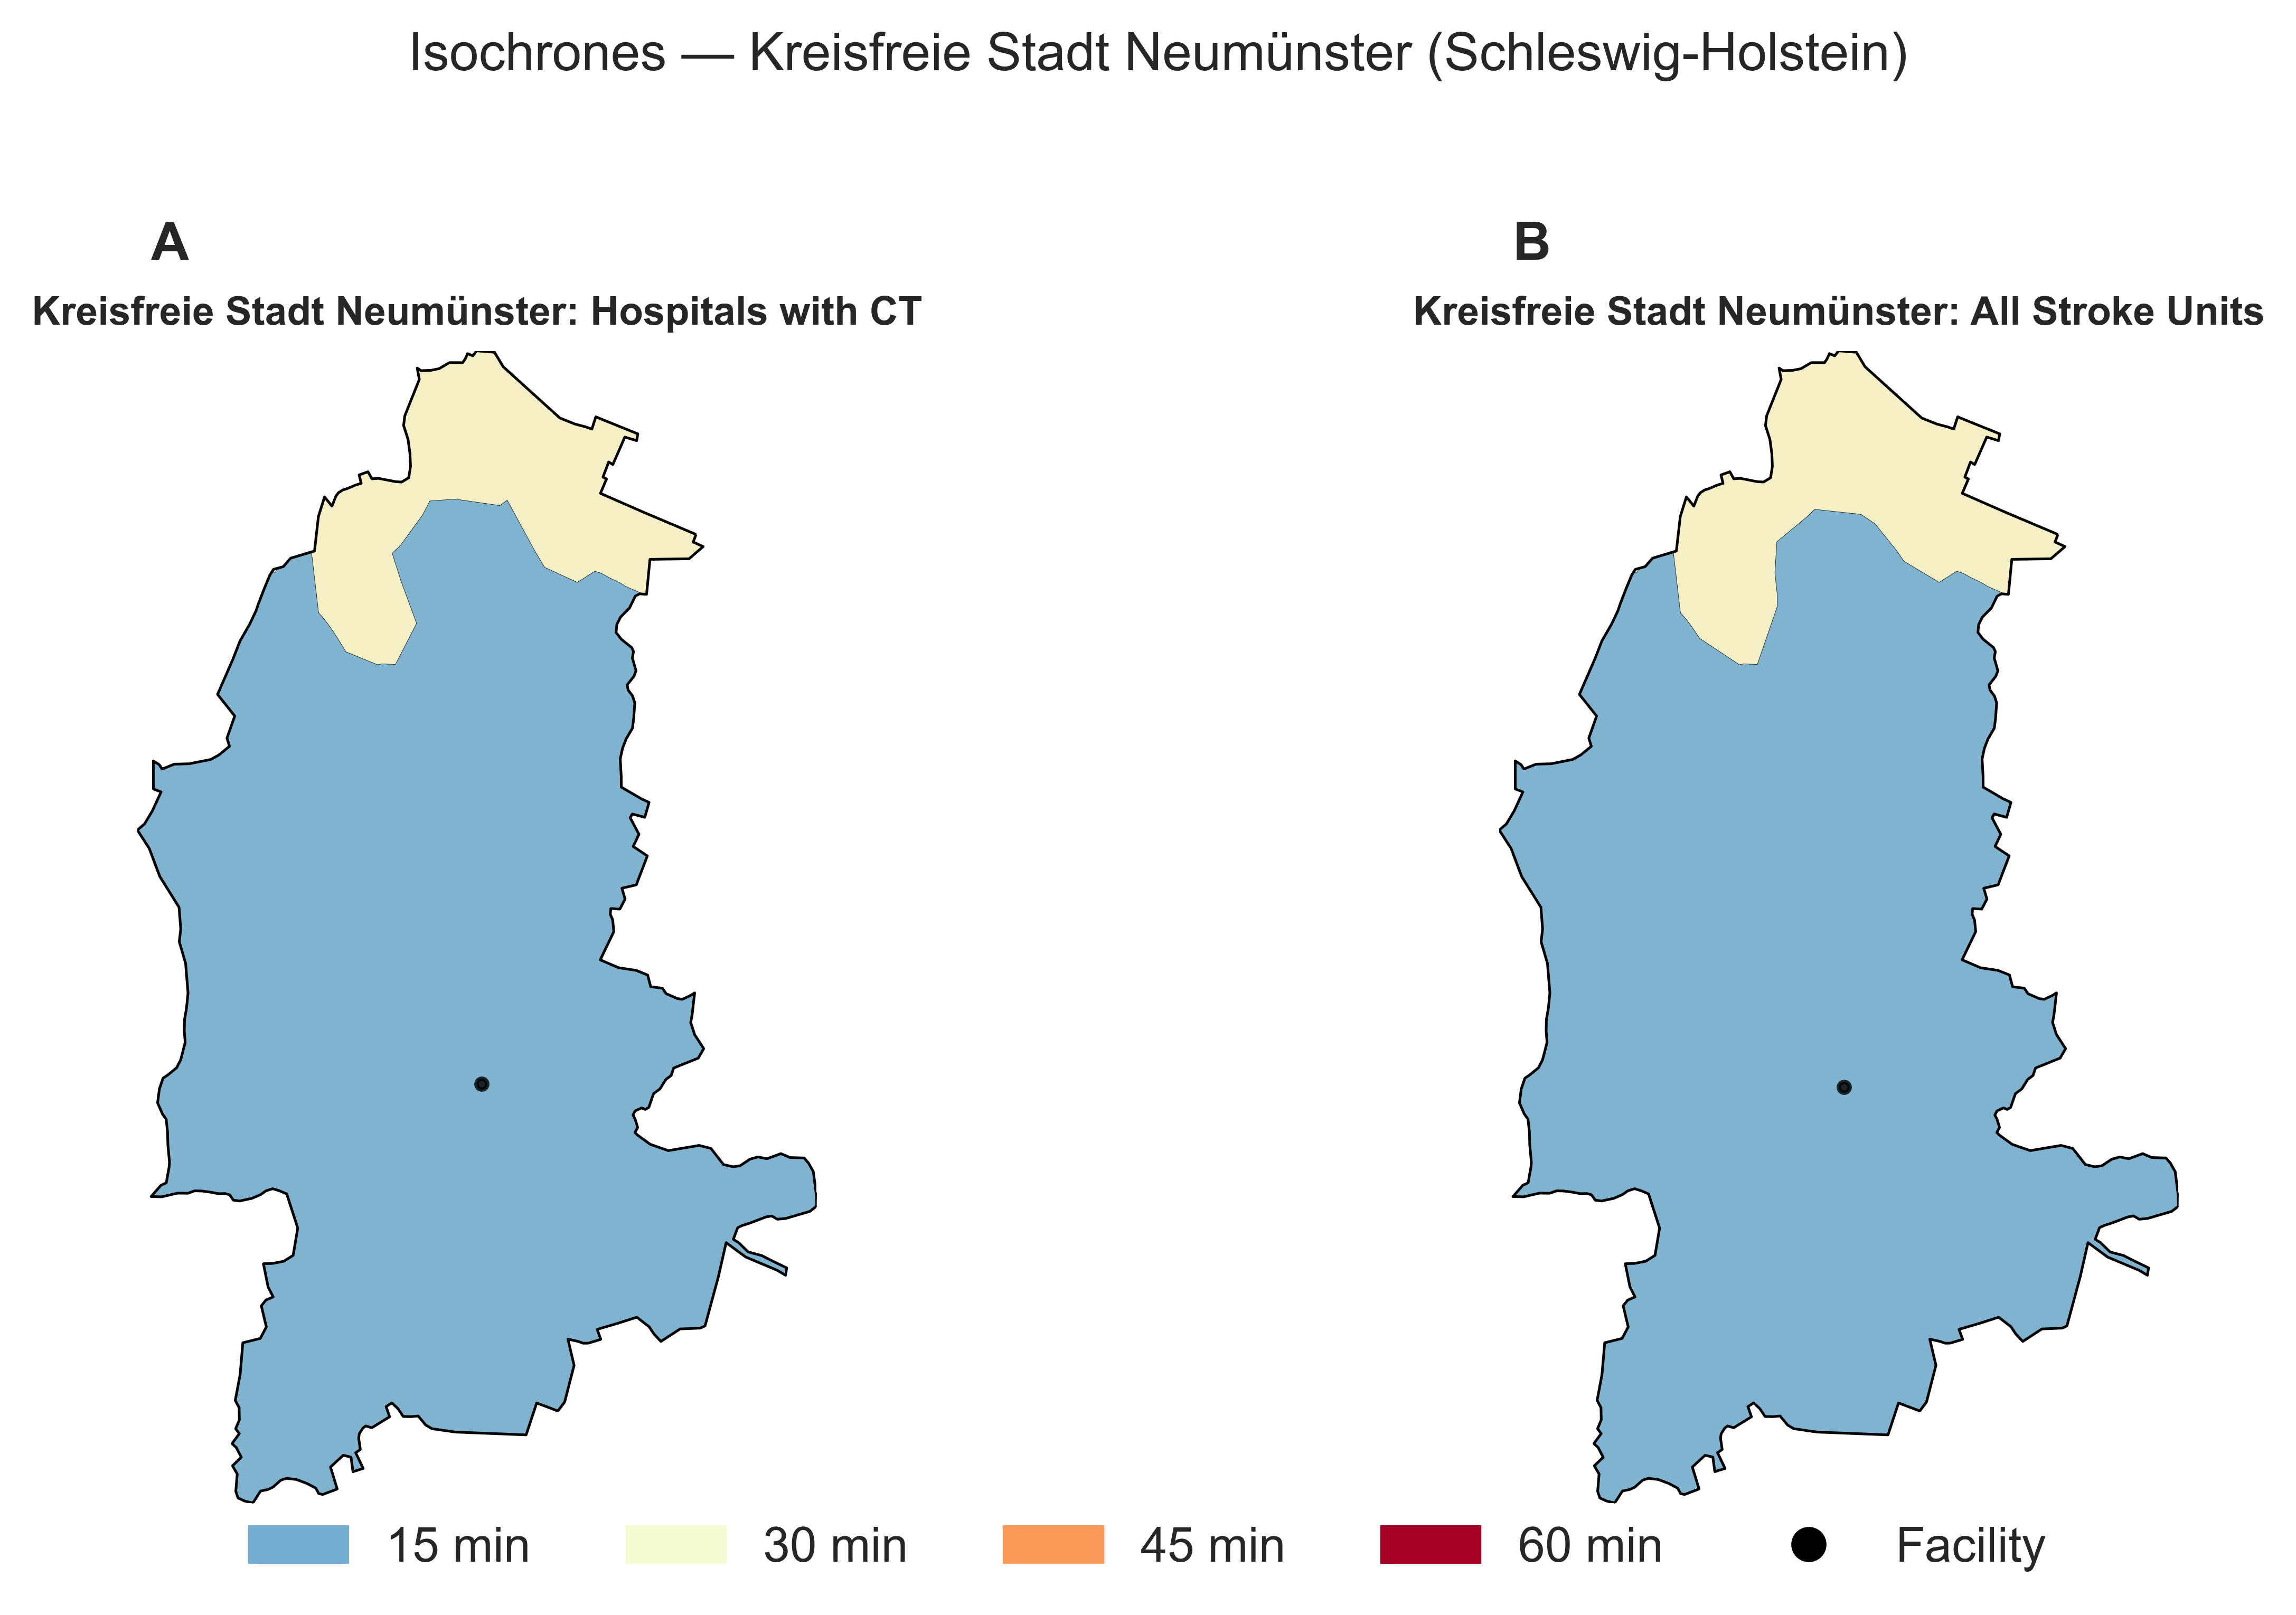 Isochrones — Kreisfreie Stadt Neumünster (Schleswig-Holstein)
A
Kreisfreie Stadt Neumünster: Hospitals with CT
B
Kreisfreie Stadt Neumünster: All Stroke Units
15 min
30 min
45 min
60 min
Facility